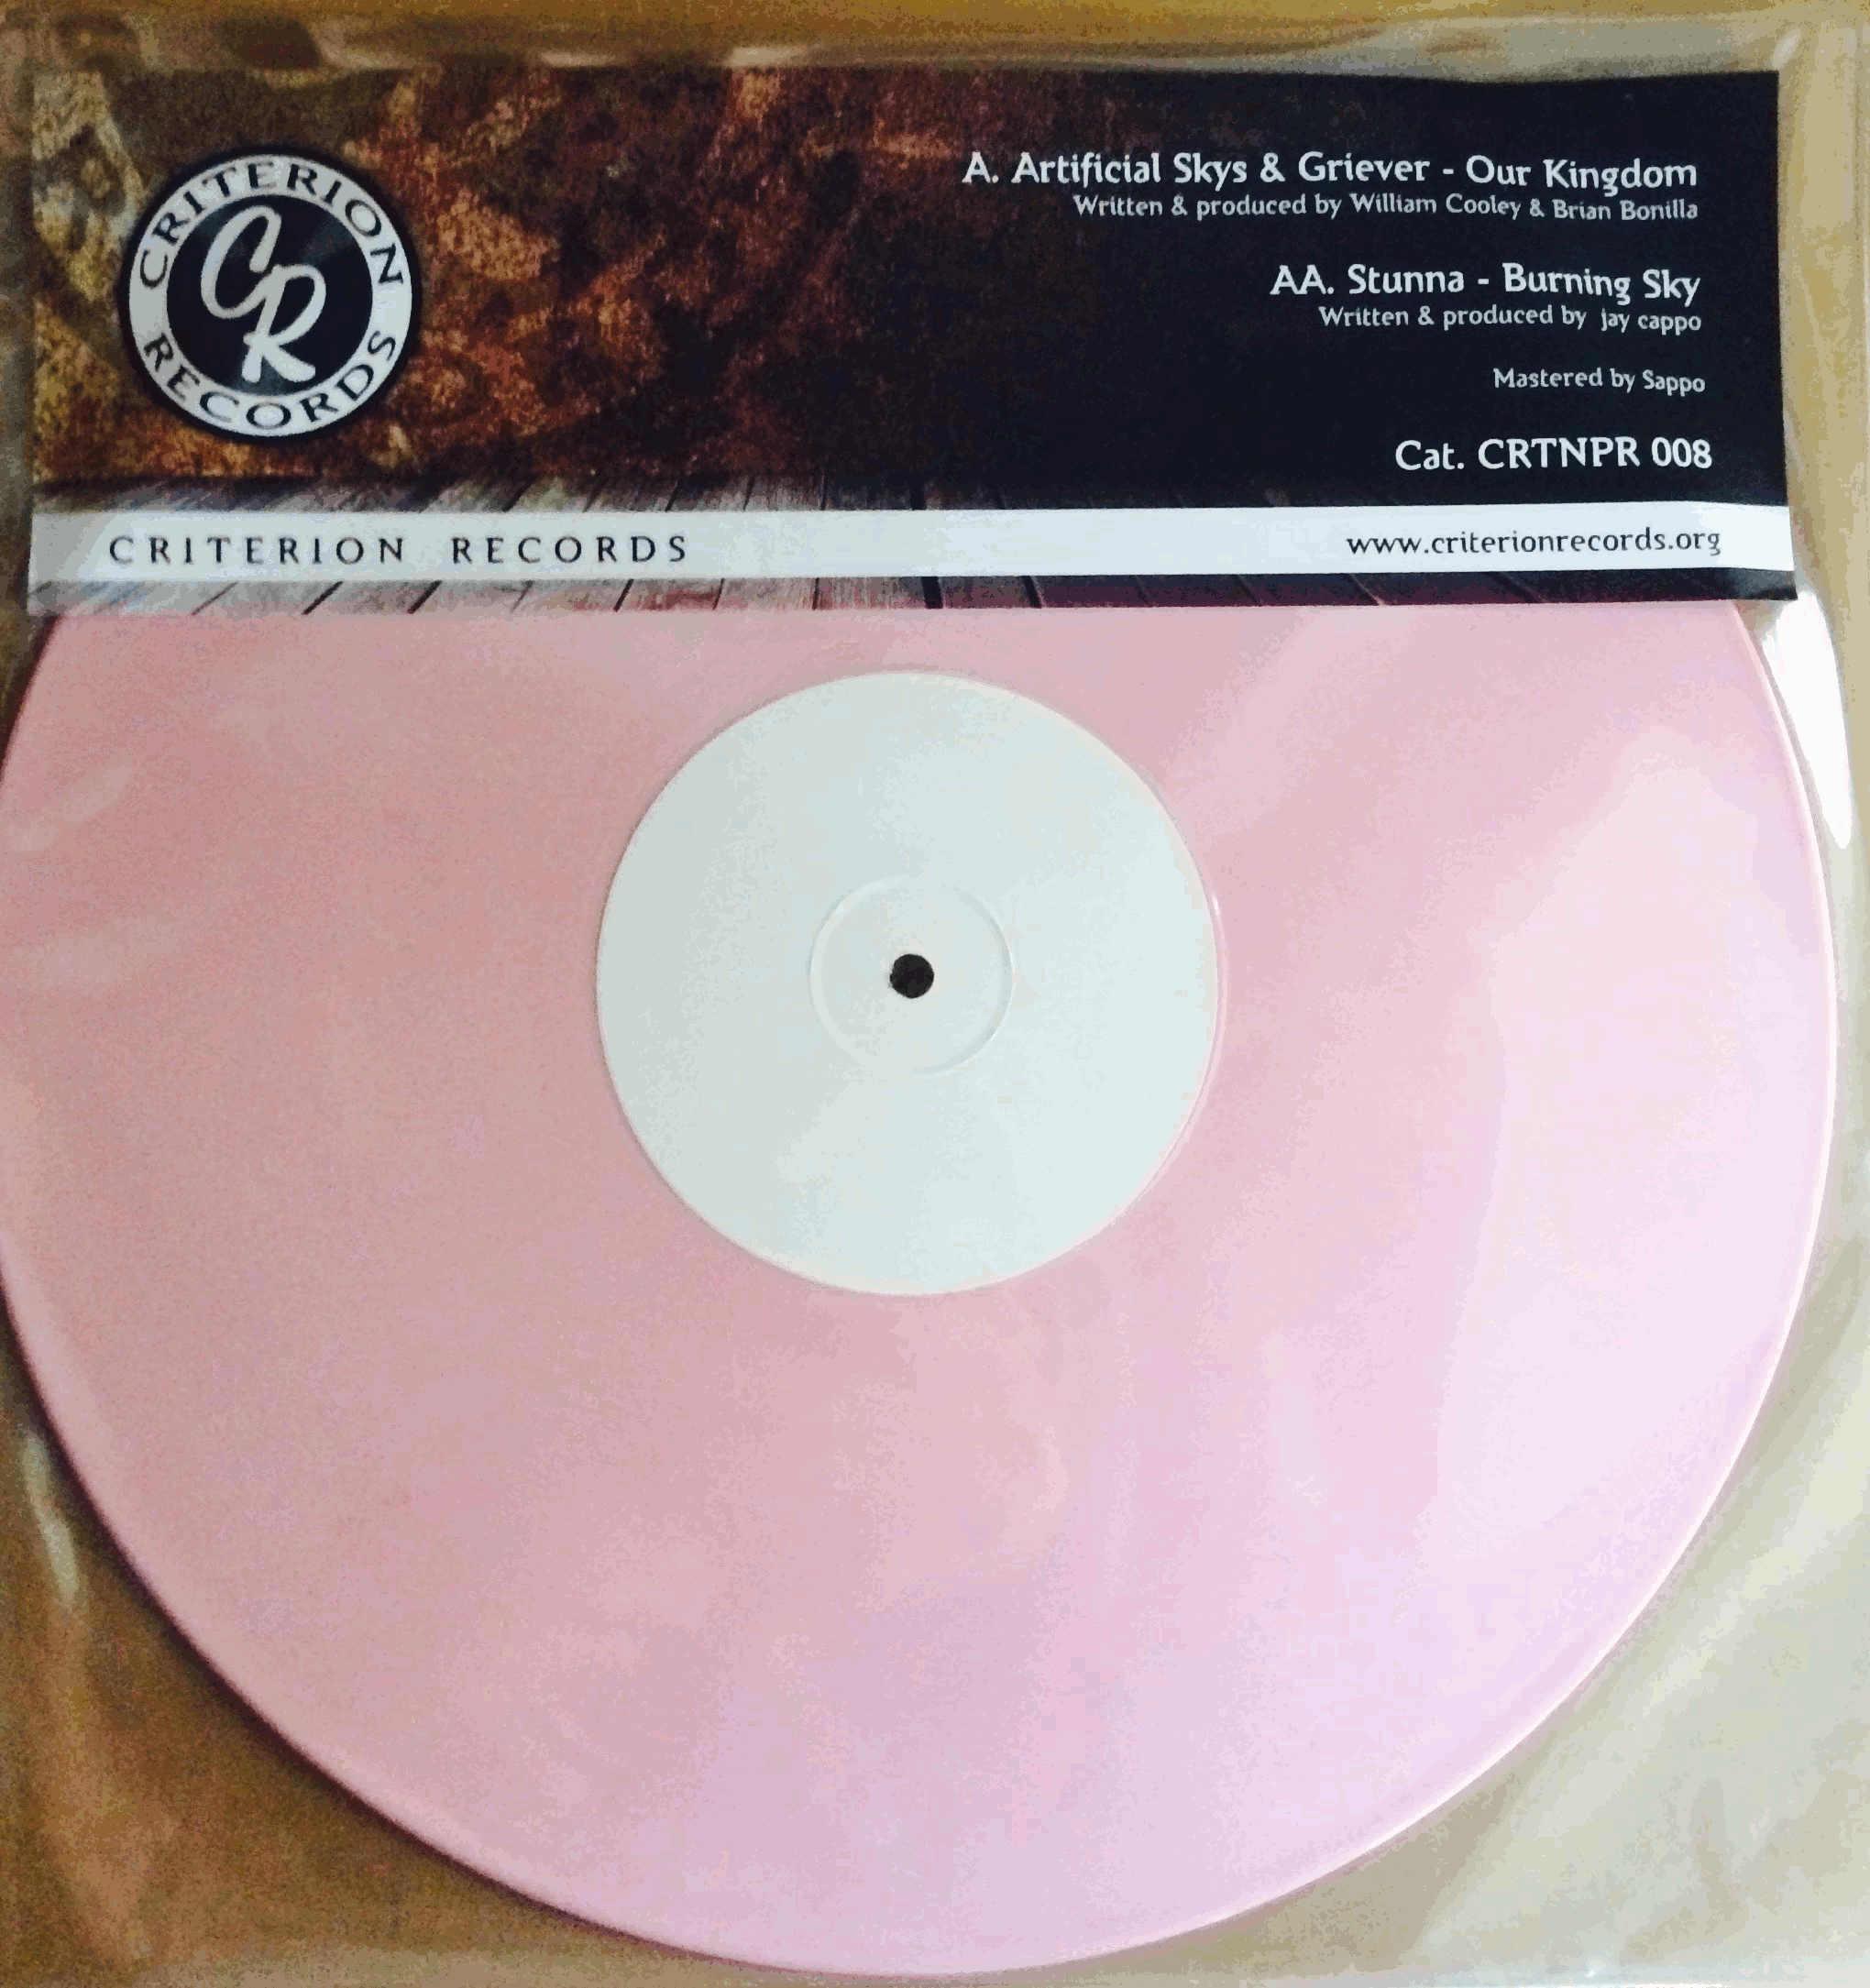 CRITERION RECORDS
CR
A. Artificial Skys & Griever - Our Kingdom
Written & produced by William Cooley & Brian Bonilla
AA. Stunna - Burning Sky
Written & produced by jay cappo
Mastered by Sappo
Cat. CRTNPR 008
CRITERION RECORDS
www.criterionrecords.org